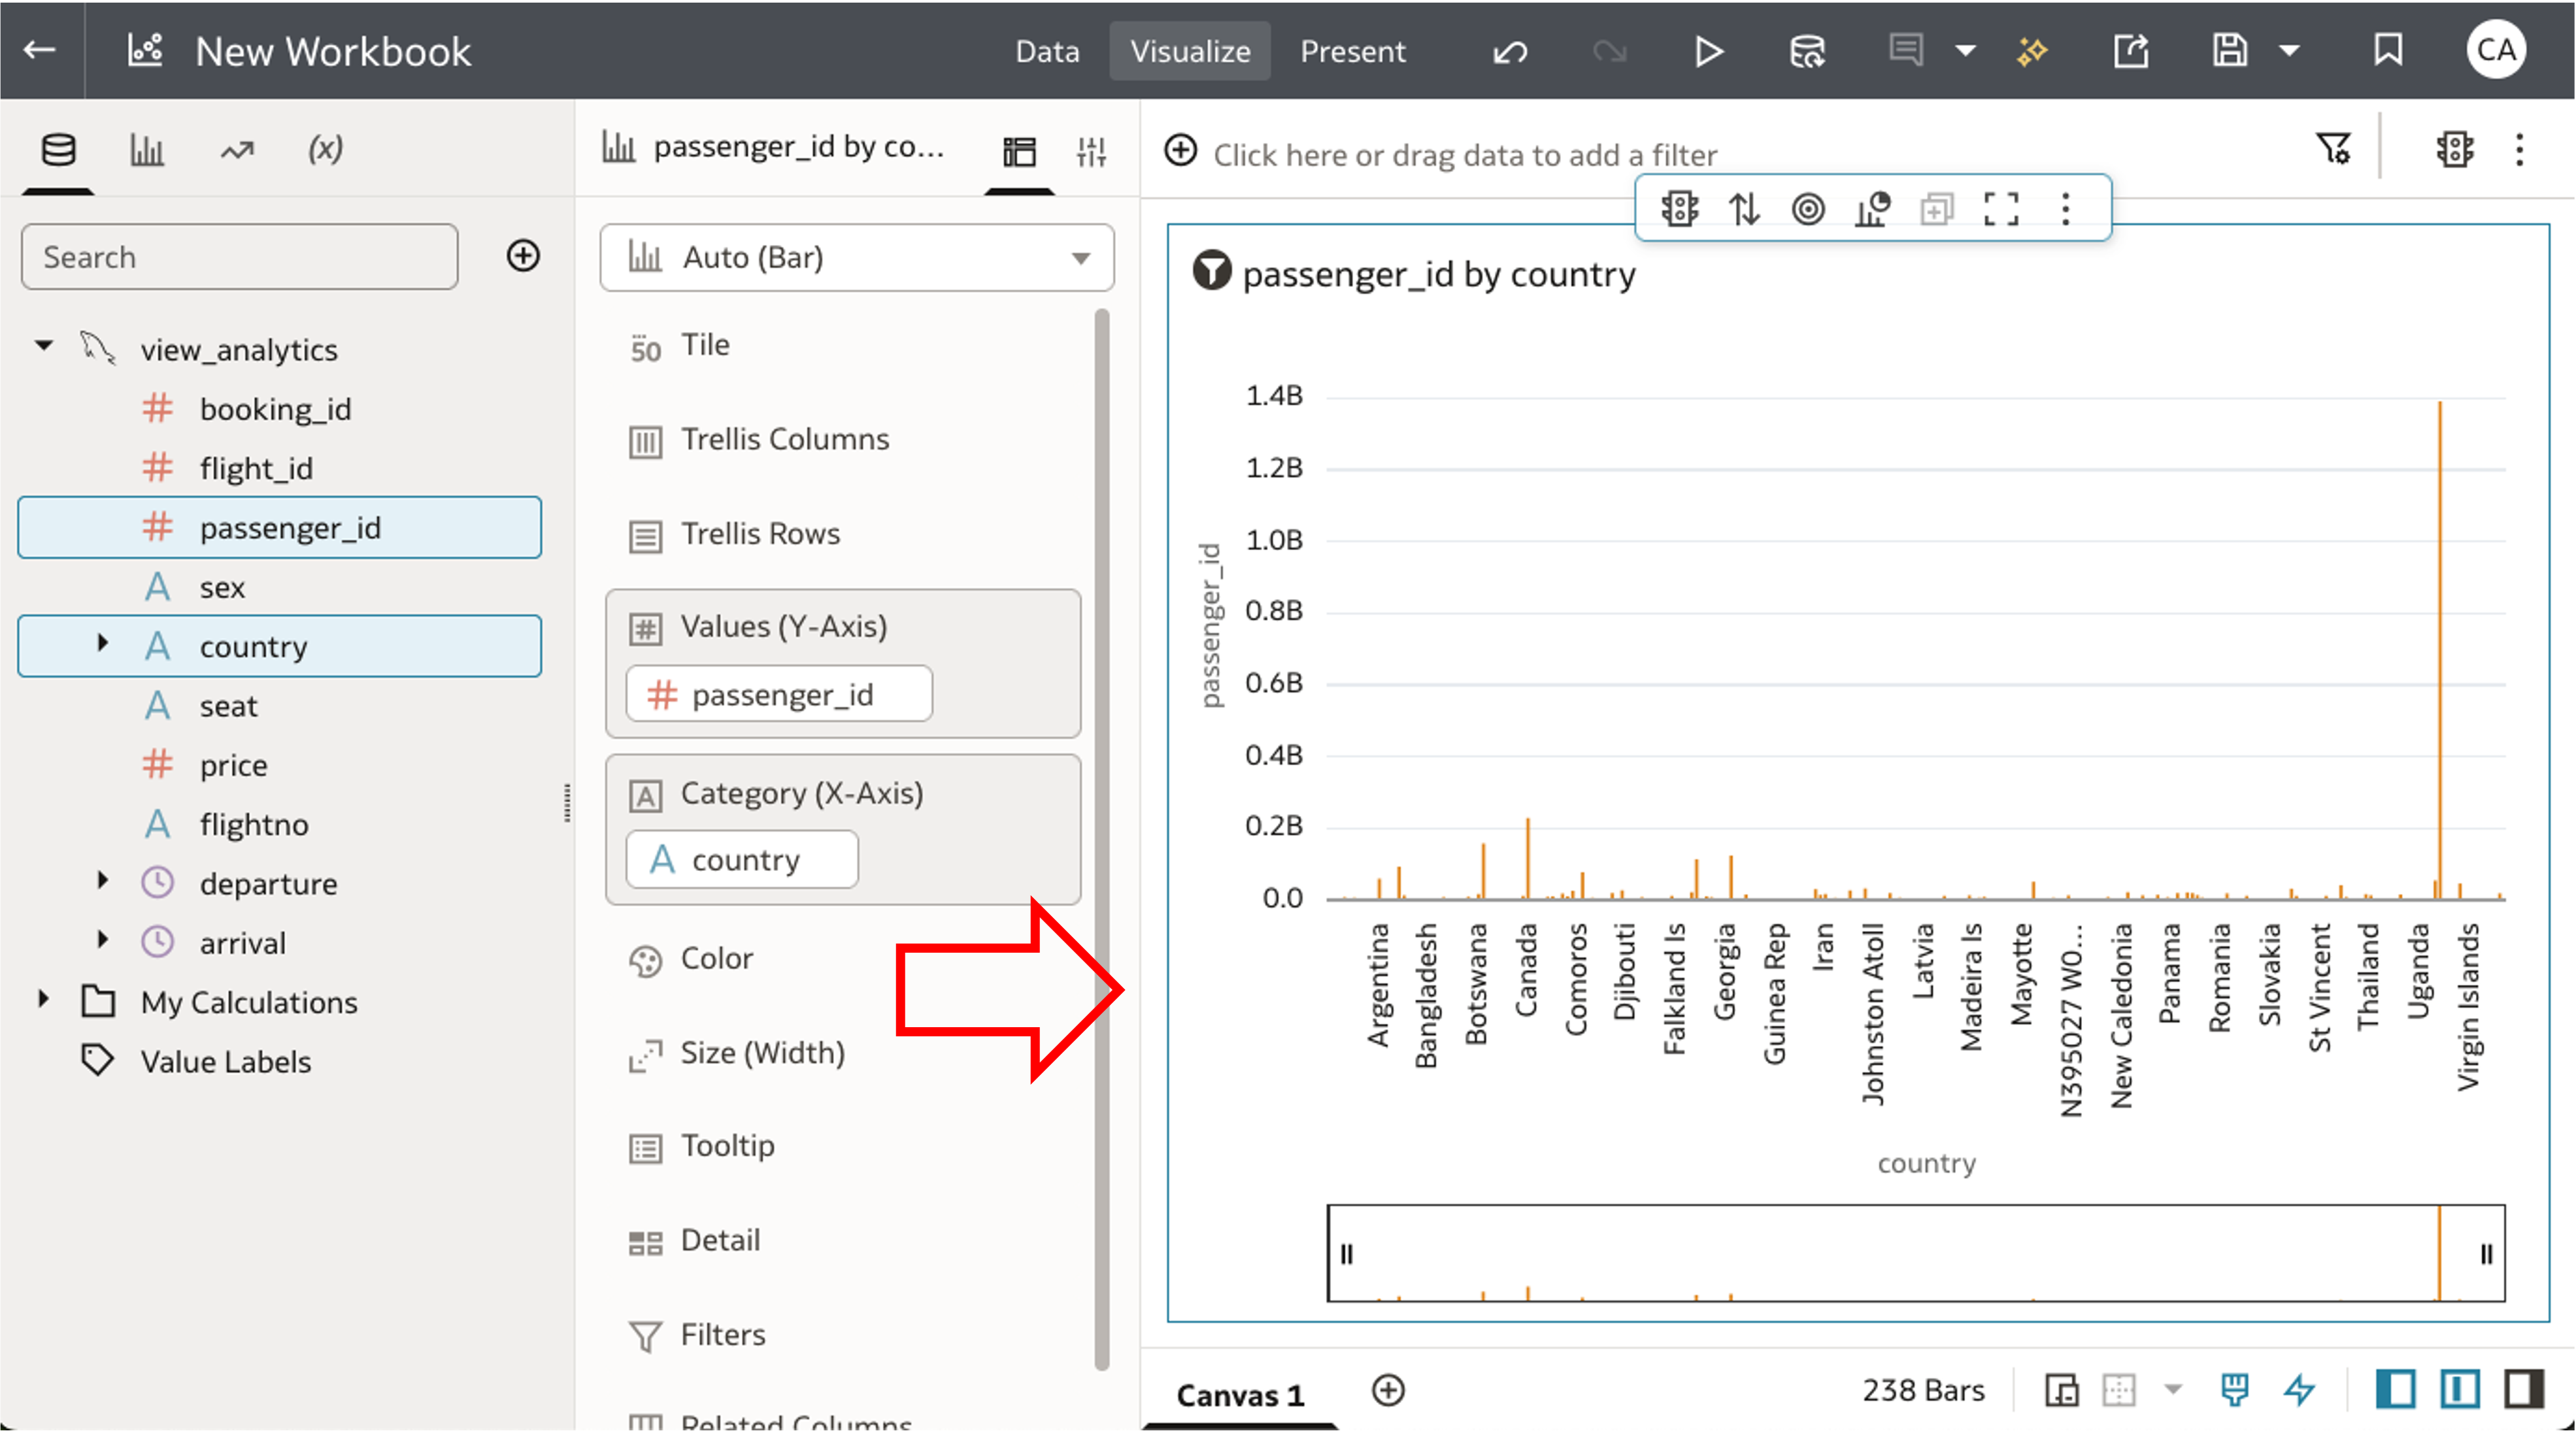 New Workbook
Data
Visualize
Present
CA
(x)
passenger_id by co...
Click here or drag data to add a filter
Search
Auto (Bar)
view_analytics
booking_id
flight_id
passenger_id
sex
country
seat
price
flightno
departure
arrival
My Calculations
Value Labels
50 Tile
Trellis Columns
Trellis Rows
Values (Y-Axis)
# passenger_id
Category (X-Axis)
A country
Color
Size (Width)
Tooltip
Detail
Filters
Related Columns
passenger_id by country
1.4B
1.2B
1.0B
0.8B
0.6B
0.4B
0.2B
0.0
passenger_id
Argentina
Bangladesh
Botswana
Canada
Comoros
Djibouti
Falkland Is
Georgia
Guinea Rep
Iran
Johnston Atoll
Latvia
Madeira Is
Mayotte
N395027 W0...
New Caledonia
Panama
Romania
Slovakia
St Vincent
Thailand
Uganda
Virgin Islands
country
Canvas 1
238 Bars